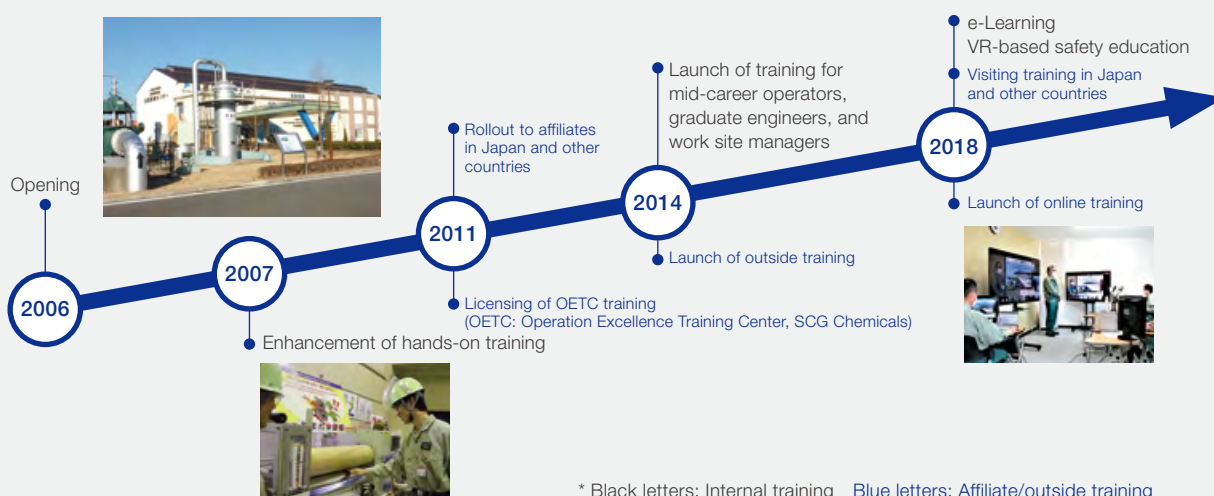 Opening
2006
2007
Enhancement of hands-on training
Rollout to affiliates
in Japan and other
countries
2011
Licensing of OETC training
(OETC: Operation Excellence Training Center, SCG Chemicals)
Launch of training for
mid-career operators,
graduate engineers, and
work site managers
2014
Launch of outside training
e-Learning
VR-based safety education
Visiting training in Japan
and other countries
2018
Launch of online training
* Black letters: Internal training Blue letters: Affiliate/outside training